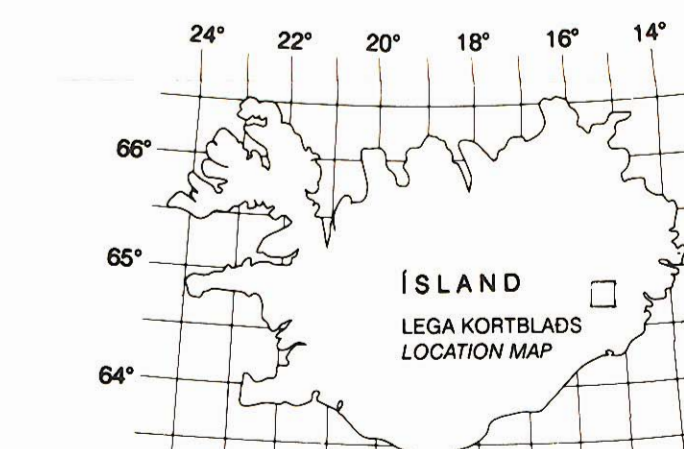 24° 22° 20° 18° 16° 14°
66°
65°
ÍSLAND
LEGA KORTBLAÐS
LOCATION MAP
64°